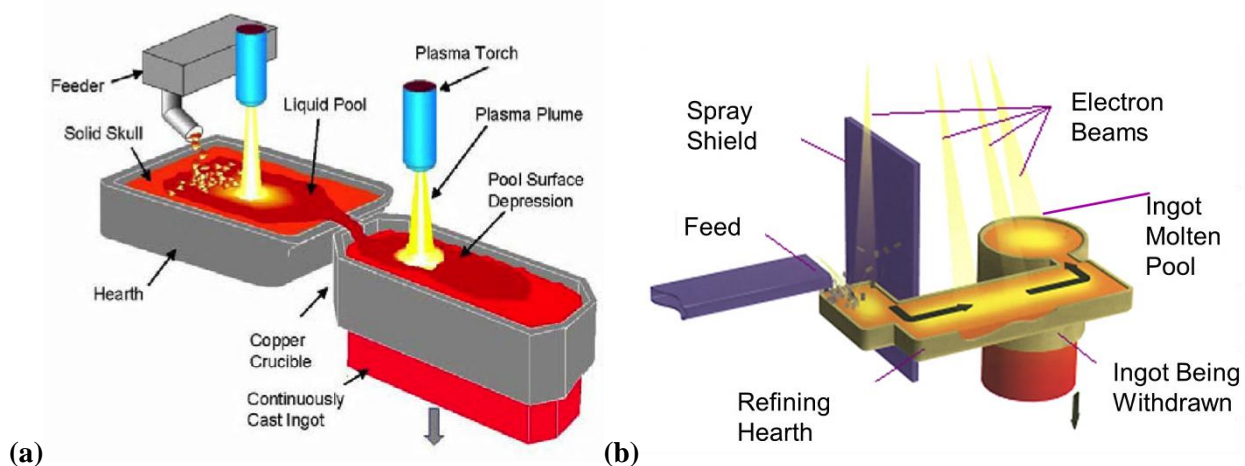 Feeder
Solid Skull
Liquid Pool
Plasma Torch
Plasma Plume
Pool Surface
Depression
Hearth
Copper
Crucible
Continuously
Cast Ingot
(a)
Spray
Shield
Electron
Beams
Feed
Ingot
Molten
Pool
Refining
Hearth
Ingot Being
Withdrawn
(b)